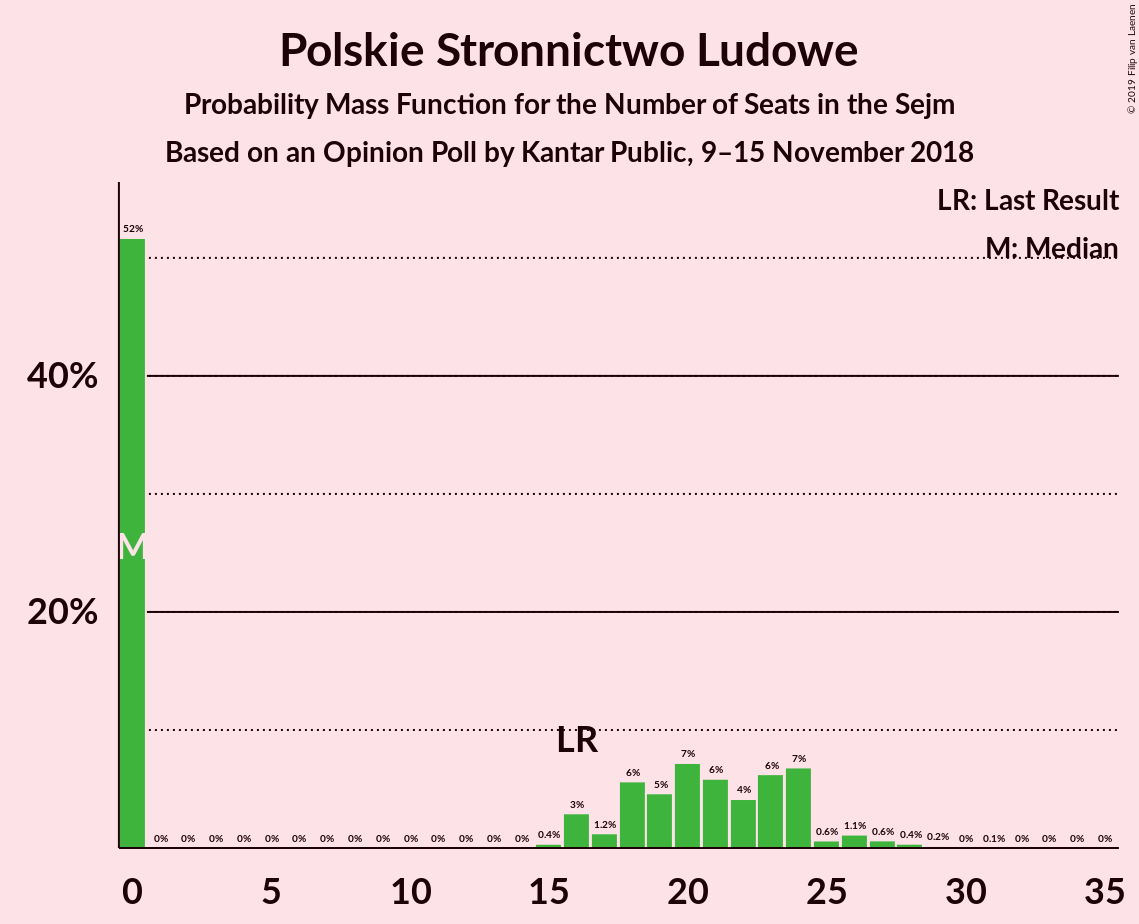 Polskie Stronnictwo Ludowe
Probability Mass Function for the Number of Seats in the Sejm
Based on an Opinion Poll by Kantar Public, 9–15 November 2018
© 2019 Filip van Laenen
LR: Last Result
M: Median
52%
40%
M
20%
LR
0% 0% 0% 0% 0% 0% 0% 0% 0% 0% 0% 0% 0% 0% 0.4% 3% 1.2% 6% 5% 7% 6% 4% 6% 7% 0.6% 1.1% 0.6% 0.4% 0.2% 0% 0.1% 0% 0% 0% 0%
0 5 10 15 20 25 30 35